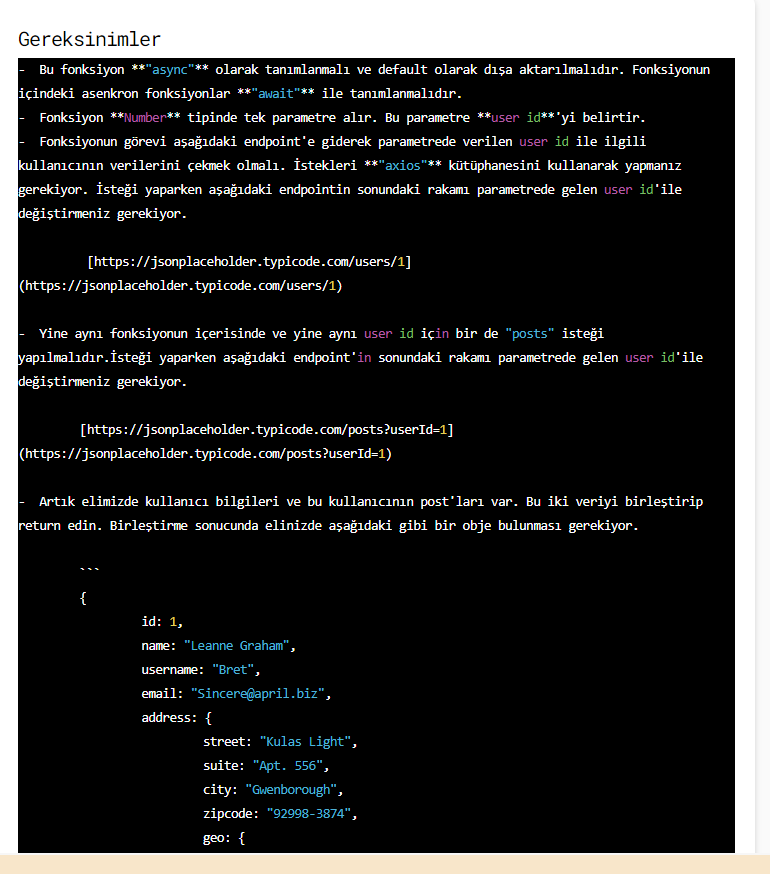 Gereksinimler
-  Bu fonksiyon **"async"** olarak tanımlanmalı ve default olarak dışa aktarılmalıdır. Fonksiyonun
içindeki asenkron fonksiyonlar **"await"** ile tanımlanmalıdır.
-  Fonksiyon **Number** tipinde tek parametre alır. Bu parametre **user id**'yi belirtir.
-  Fonksiyonun görevi aşağıdaki endpoint'e giderek parametrede verilen user id ile ilgili
kullanıcının verilerini çekmek olmalı. İstekleri **"axios"** kütüphanesini kullanarak yapmanız
gerekiyor. İsteği yaparken aşağıdaki endpointin sonundaki rakamı parametrede gelen user id'ile
değiştirmeniz gerekiyor.
[https://jsonplaceholder.typicode.com/users/1]
(https://jsonplaceholder.typicode.com/users/1)
-  Yine aynı fonksiyonun içerisinde ve yine aynı user id için bir de "posts" isteği
yapılmalıdır.İsteği yaparken aşağıdaki endpoint'in sonundaki rakamı parametrede gelen user id'ile
değiştirmeniz gerekiyor.
[https://jsonplaceholder.typicode.com/posts?userId=1]
(https://jsonplaceholder.typicode.com/posts?userId=1)
-  Artık elimizde kullanıcı bilgileri ve bu kullanıcının post'ları var. Bu iki veriyi birleştirip
return edin. Birleştirme sonucunda elinizde aşağıdaki gibi bir obje bulunması gerekiyor.
```
{
id: 1,
name: "Leanne Graham",
username: "Bret",
email: "Sincere@april.biz",
address: {
street: "Kulas Light",
suite: "Apt. 556",
city: "Gwenborough",
zipcode: "92998-3874",
geo: {